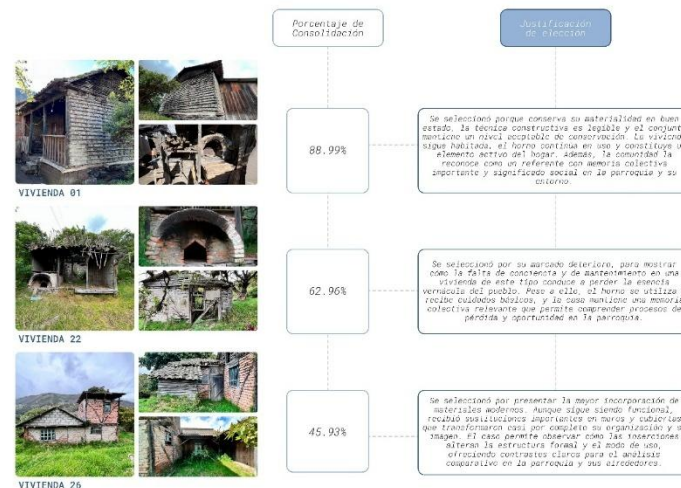 Porcentaje de
Consolidación
Justificación
de elección
88.99%
Se seleccionó porque conserva su materialidad en buen
estado, la técnica constructiva es legible y el conjunto
mantiene un nivel aceptable de conservación. La vivienda
sigue habitada, el horno continúa en uso y constituye un
elemento activo del hogar. Además, la comunidad la
reconoce como un referente con memoria colectiva
importante y significado social en la parroquia y su
entorno.
VIVIENDA 01
62.96%
Se seleccionó por su marcado deterioro, para mostrar
cómo la falta de conciencia y de mantenimiento en una
vivienda de este tipo conduce a perder la esencia
vernácula del pueblo. Pese a ello, el horno se utiliza
recibe cuidados básicos, y la casa mantiene una memoria
colectiva relevante que permite comprender procesos de
pérdida y oportunidad en la parroquia.
VIVIENDA 22
45.93%
Se seleccionó por presentar la mayor incorporación de
materiales modernos. Aunque sigue siendo funcional,
recibió sustituciones importantes en muros y cubiertas
que transformaron casi por completo su organización y s
imagen. El caso permite observar cómo las inserciones
alteran la estructura formal y el modo de uso,
ofreciendo contrastes claros para el análisis
comparativo en la parroquia y sus alrededores.
VIVIENDA 26